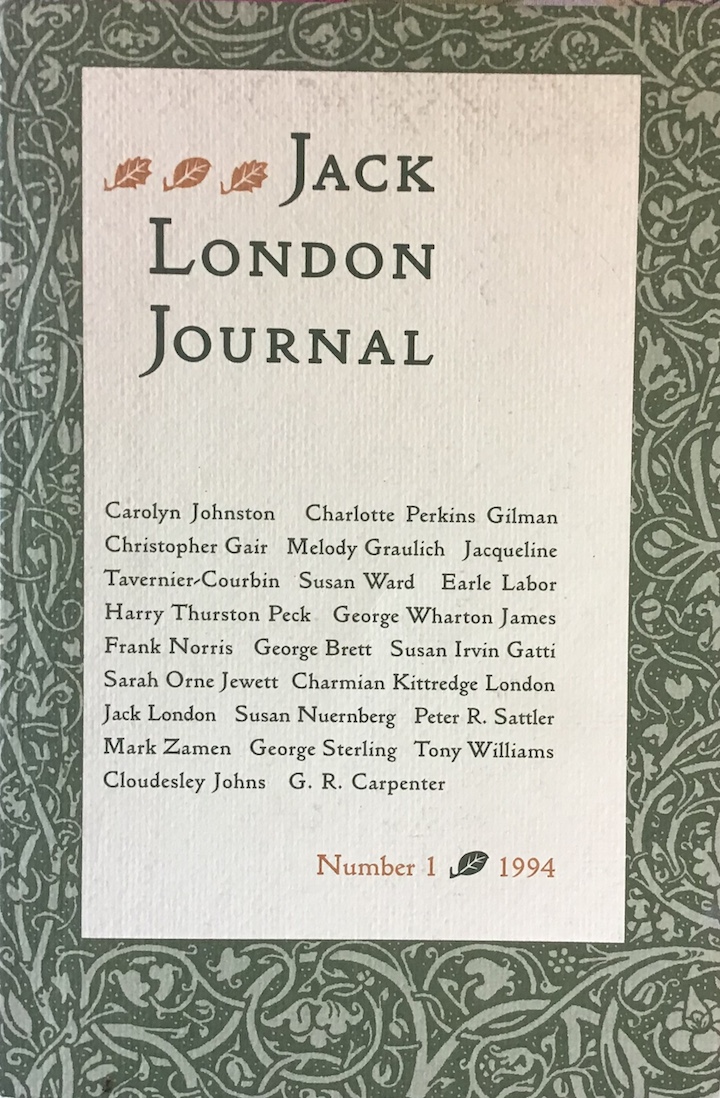 Jack
London
Journal
Carolyn Johnston Charlotte Perkins Gilman
Christopher Gair Melody Graulich Jacqueline
Tavernier-Courbin Susan Ward Earle Labor
Harry Thurston Peck George Wharton James
Frank Norris George Brett Susan Irvin Gatti
Sarah Orne Jewett Charmian Kittredge London
Jack London Susan Nuernberg Peter R. Sattler
Mark Zamen George Sterling Tony Williams
Cloudesley Johns G. R. Carpenter
Number 1 1994